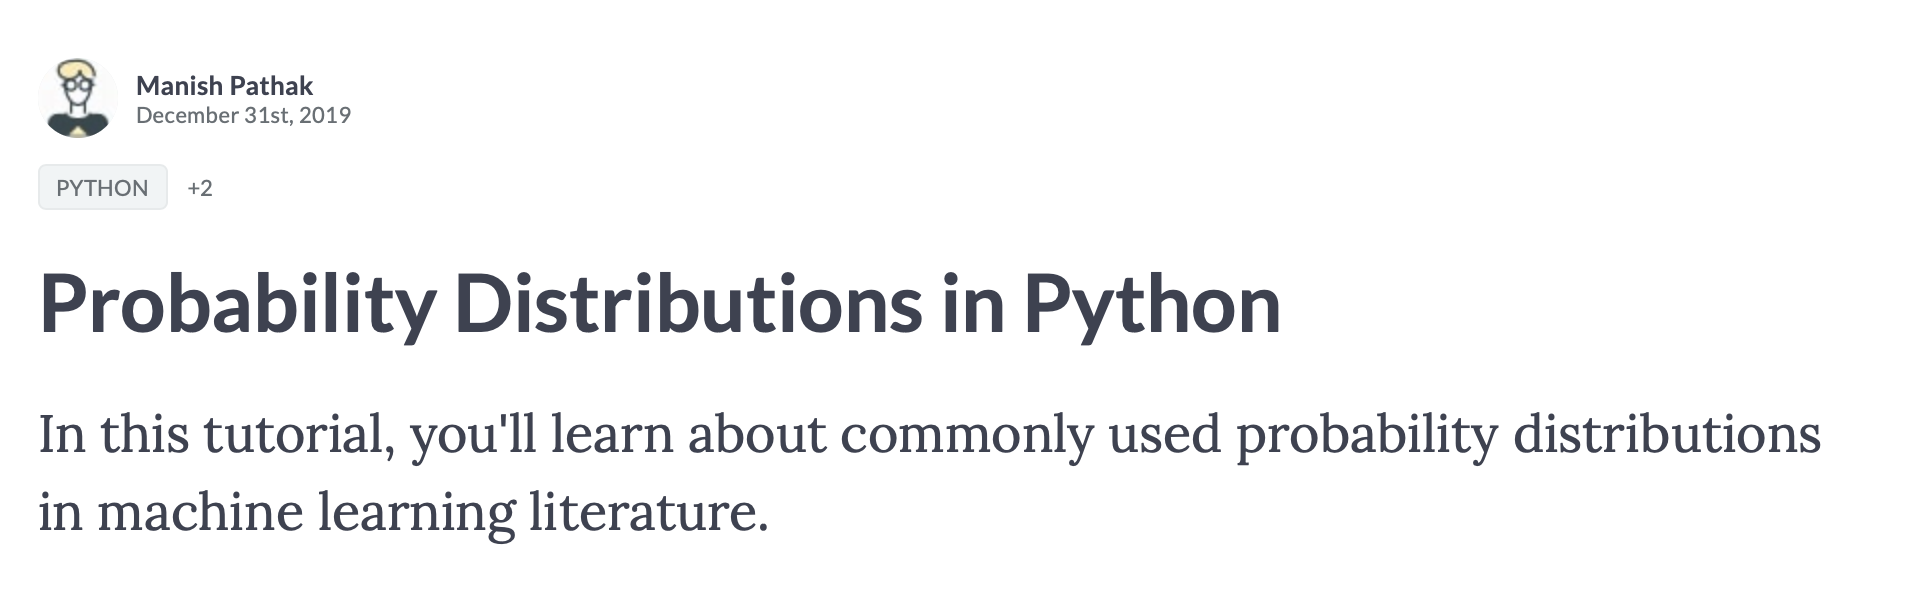 Manish Pathak
December 31st, 2019
PYTHON +2
Probability Distributions in Python
In this tutorial, you'll learn about commonly used probability distributions
in machine learning literature.